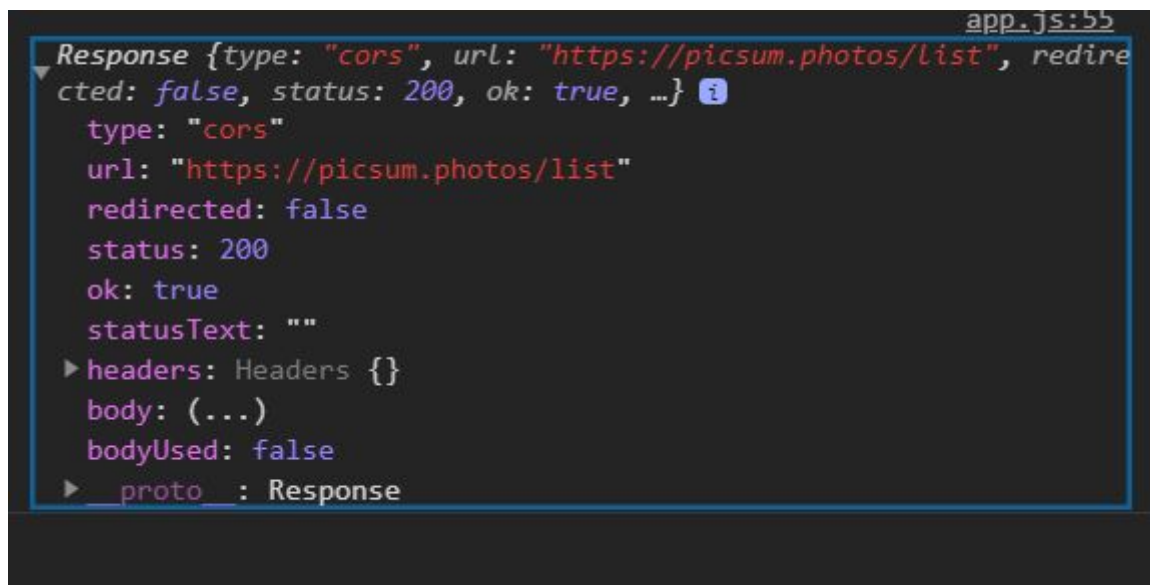 app.js:55
Response {type: "cors", url: "https://picsum.photos/list", redire
cted: false, status: 200, ok: true, …} i
type: "cors"
url: "https://picsum.photos/list"
redirected: false
status: 200
ok: true
statusText: ""
headers: Headers {}
body: (...)
bodyUsed: false
__proto__: Response